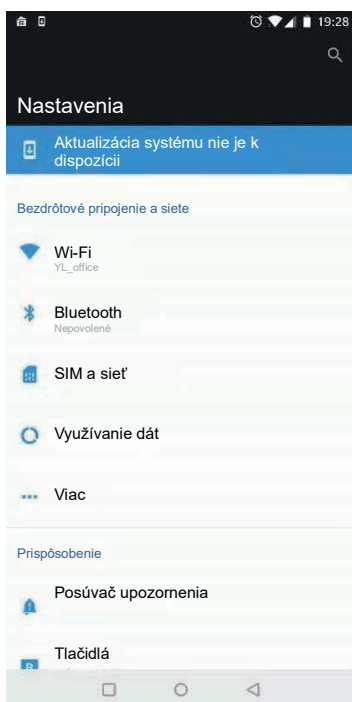 19:28
Nastavenia
Aktualizácia systému nie je k
dispozícii
Bezdrôtové pripojenie a siete
Wi-Fi
YL_office
Bluetooth
Nepovolené
SIM a sieť
Využívanie dát
Viac
Prispôsobenie
Posúvač upozornenia
Tlačidlá